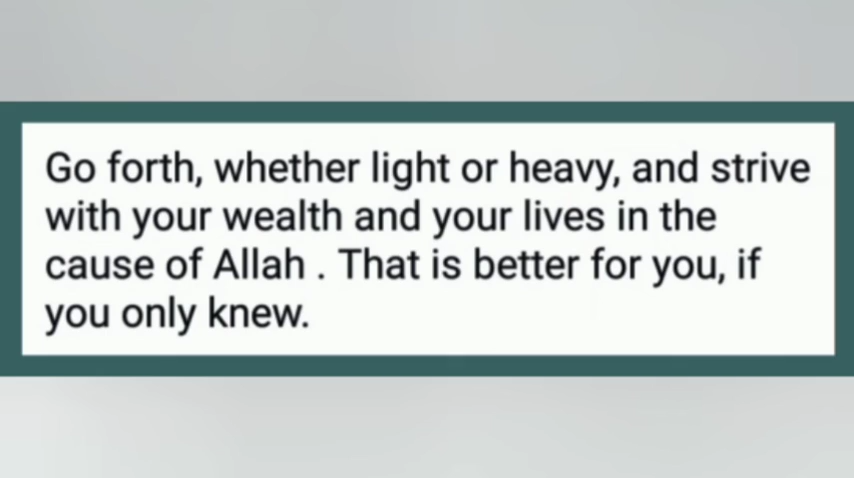 Go forth, whether light or heavy, and strive
with your wealth and your lives in the
cause of Allah . That is better for you, if
you only knew.